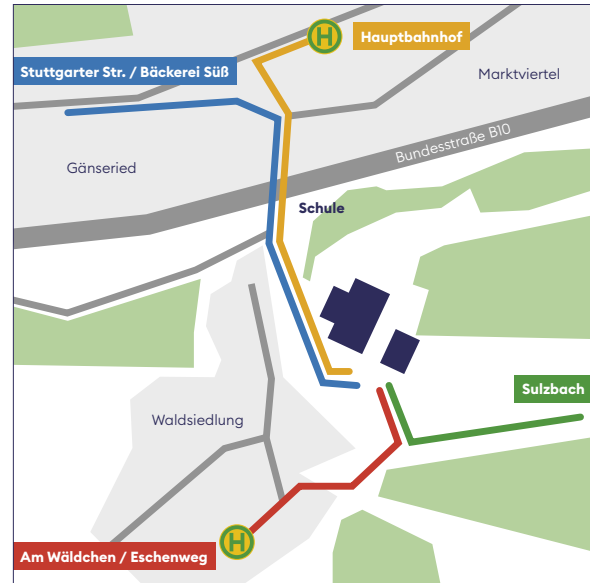 H
Hauptbahnhof
Stuttgarter Str. / Bäckerei Süß
Marktviertel
Bundesstraße B10
Gänseried
Schule
Sulzbach
Waldsiedlung
H
Am Wäldchen / Eschenweg